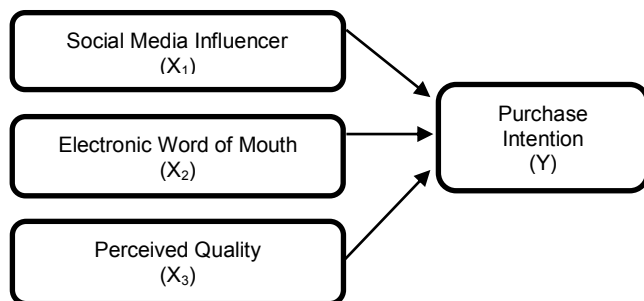 Social Media Influencer
(X₁)
Electronic Word of Mouth
(X₂)
Perceived Quality
(X₃)
Purchase
Intention
(Y)